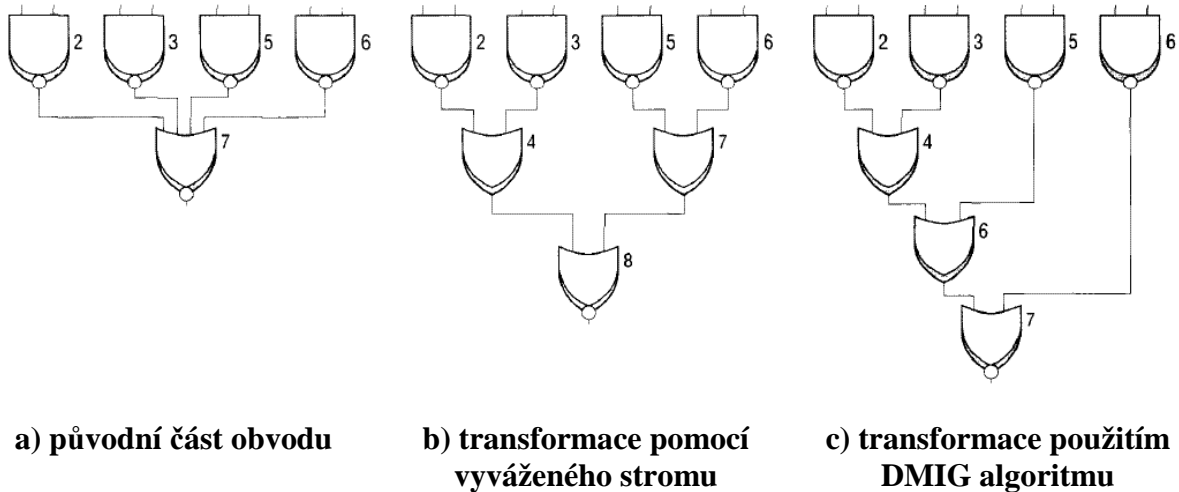 2 3 5 6
7
2 3 5 6
4 7
8
2 3 5 6
4
6
7
a) původní část obvodu
b) transformace pomocí
vyváženého stromu
c) transformace použitím
DMIG algoritmu